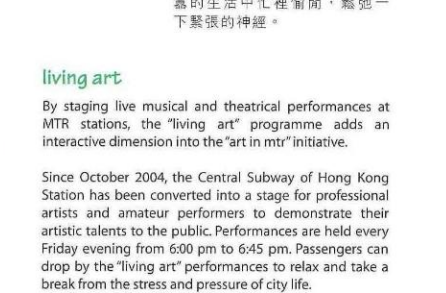 囂的生活中忙裡偷閒，鬆弛一
下緊張的神經。
living art
By staging live musical and theatrical performances at
MTR stations, the “living art” programme adds an
interactive dimension into the “art in mtr” initiative.
Since October 2004, the Central Subway of Hong Kong
Station has been converted into a stage for professional
artists and amateur performers to demonstrate their
artistic talents to the public. Performances are held every
Friday evening from 6:00 pm to 6:45 pm. Passengers can
drop by the “living art” performances to relax and take a
break from the stress and pressure of city life.